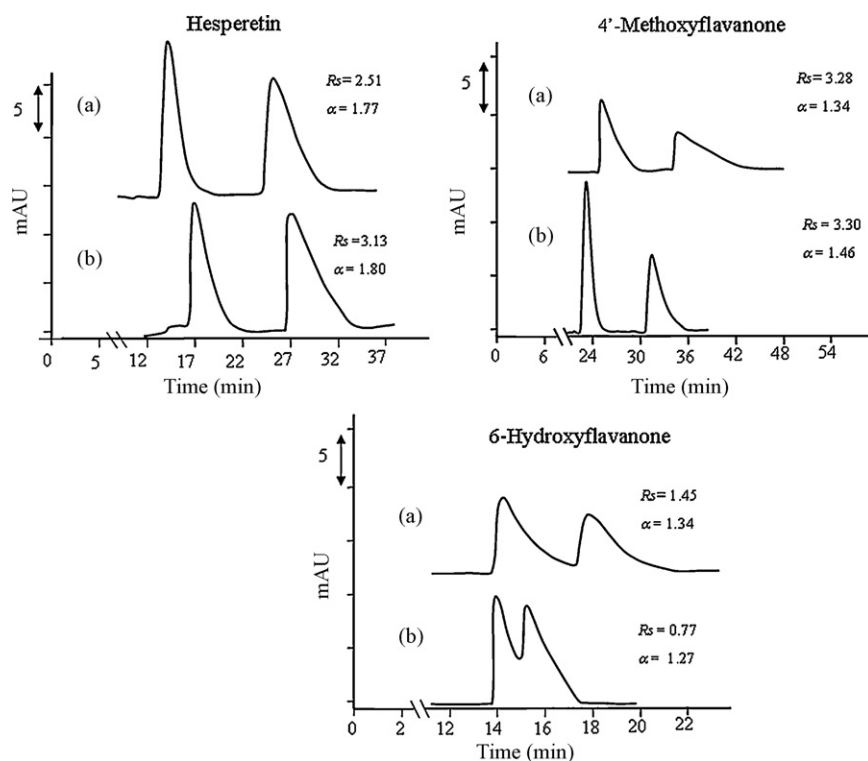 Hesperetin
5
mAU
(a)
Rs= 2.51
α = 1.77
(b)
Rs=3.13
α = 1.80
0 5 12 17 22 27 32 37
Time (min)
4’-Methoxyflavanone
5
mAU
(a)
Rs= 3.28
α = 1.34
(b)
Rs= 3.30
α = 1.46
0 6 24 30 36 42 48 54
Time (min)
6-Hydroxyflavanone
5
mAU
(a)
Rs= 1.45
α = 1.34
(b)
Rs = 0.77
α = 1.27
0 2 12 14 16 18 20 22
Time (min)